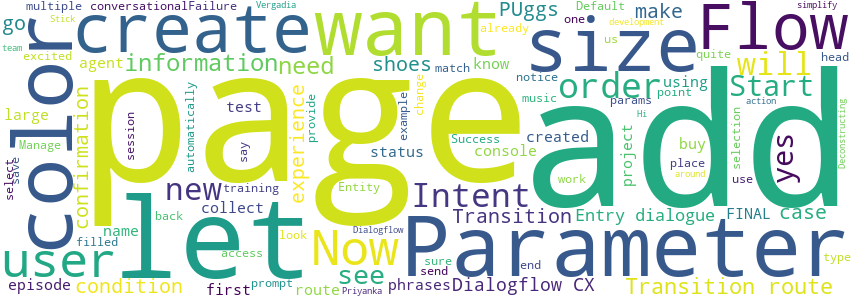 multiple conversationalFailure Vergadia
go create want PUggs Default already one us simplify
Stick team excited agent information need shoes make know size development Flow
color page match quite notice head
large confirmation session automatically test say experience provide example change using order will Start
music params point Hi action
status Success console created project buy selection place yes add Deconstructing
select save Manage new training collect Entity Intent work use around
let name back access Transition Entry dialogue FINAL case
user filled look Now see Dialogflow sure Parameter
episode condition first prompt route Priyanka send phrases end Dialogflow CX Transition route type